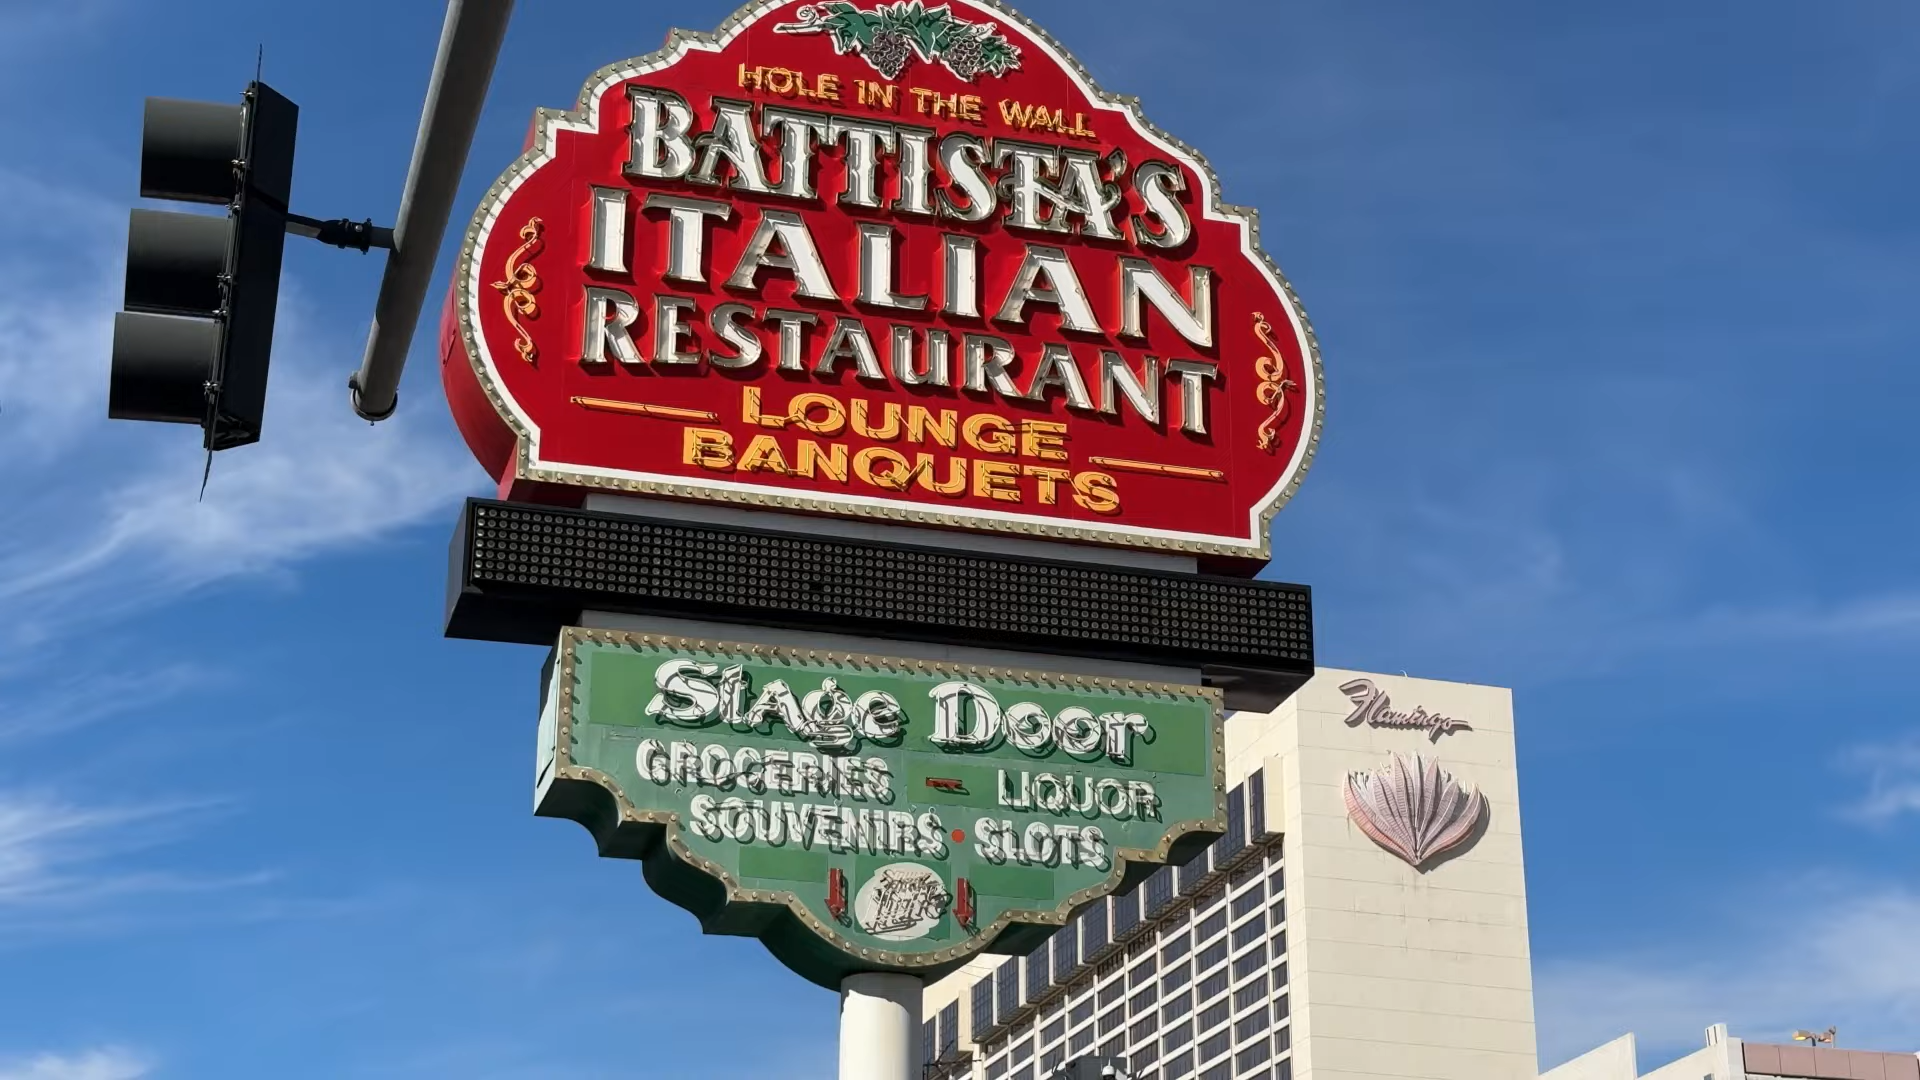 HOLE IN THE WALL
BATTISTA'S
ITALIAN
RESTAURANT
LOUNGE
BANQUETS
Stage Door
GROCERIES - LIQUOR
SOUVENIRS • SLOTS
Flamingo